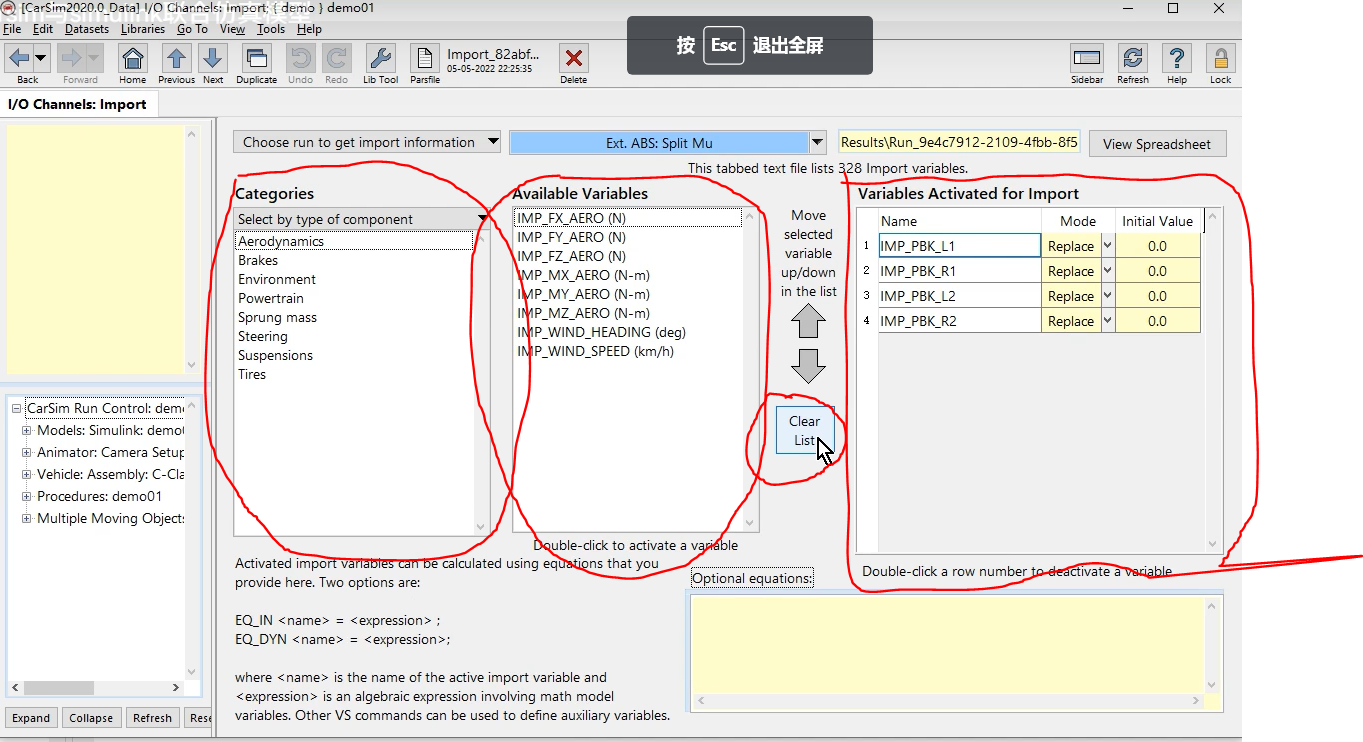 [CarSim2020.0_Data] I/O Channels: Import; { demo } demo01
sim与simulink联合仿真模型
File Edit Datasets Libraries Go To View Tools Help
按 Esc 退出全屏
Back Forward Home Previous Next Duplicate Undo Redo Lib Tool Parsfile
Import_82abf...
05-05-2022 22:25:35
Delete Sidebar Refresh Help Lock
I/O Channels: Import
Choose run to get import information
Ext. ABS: Split Mu
Results\Run_9e4c7912-2109-4fbb-8f5
View Spreadsheet
This tabbed text file lists 328 Import variables.
Categories
Select by type of component
Aerodynamics
Brakes
Environment
Powertrain
Sprung mass
Steering
Suspensions
Tires
Available Variables
IMP_FX_AERO (N)
IMP_FY_AERO (N)
IMP_FZ_AERO (N)
IMP_MX_AERO (N-m)
IMP_MY_AERO (N-m)
IMP_MZ_AERO (N-m)
IMP_WIND_HEADING (deg)
IMP_WIND_SPEED (km/h)
Double-click to activate a variable
Move
selected
variable
up/down
in the list
Clear
List
Variables Activated for Import
Name Mode Initial Value
1 IMP_PBK_L1 Replace 0.0
2 IMP_PBK_R1 Replace 0.0
3 IMP_PBK_L2 Replace 0.0
4 IMP_PBK_R2 Replace 0.0
Double-click a row number to deactivate a variable
CarSim Run Control: demo
Models: Simulink: demo
Animator: Camera Setup
Vehicle: Assembly: C-Cla
Procedures: demo01
Multiple Moving Objects
Expand Collapse Refresh Rese
Activated import variables can be calculated using equations that you
provide here. Two options are:
EQ_IN <name> = <expression> ;
EQ_DYN <name> = <expression>;
where <name> is the name of the active import variable and
<expression> is an algebraic expression involving math model
variables. Other VS commands can be used to define auxiliary variables.
Optional equations: